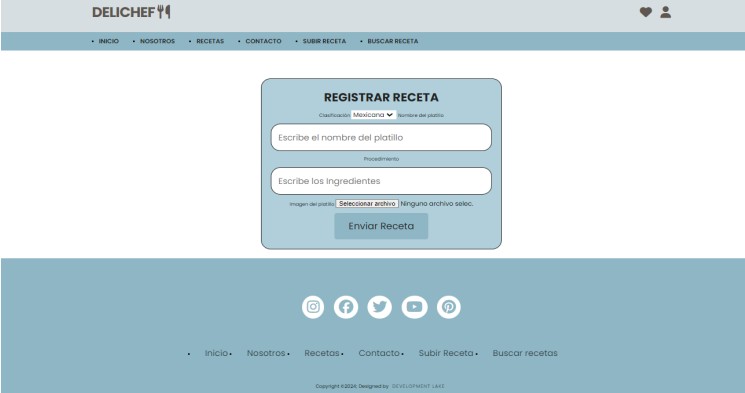 DELICHEF
• INICIO • NOSOTROS • RECETAS • CONTACTO • SUBIR RECETA • BUSCAR RECETA
REGISTRAR RECETA
Clasificación Mexicana Nombre del platillo
Escribe el nombre del platillo
Procedimiento
Escribe los Ingredientes
Imagen del platillo Seleccionar archivo Ninguno archivo selec.
Enviar Receta
• Inicio • Nosotros • Recetas • Contacto • Subir Receta • Buscar recetas
Copyright ©2024: Designed by DEVELOPMENT LAKE